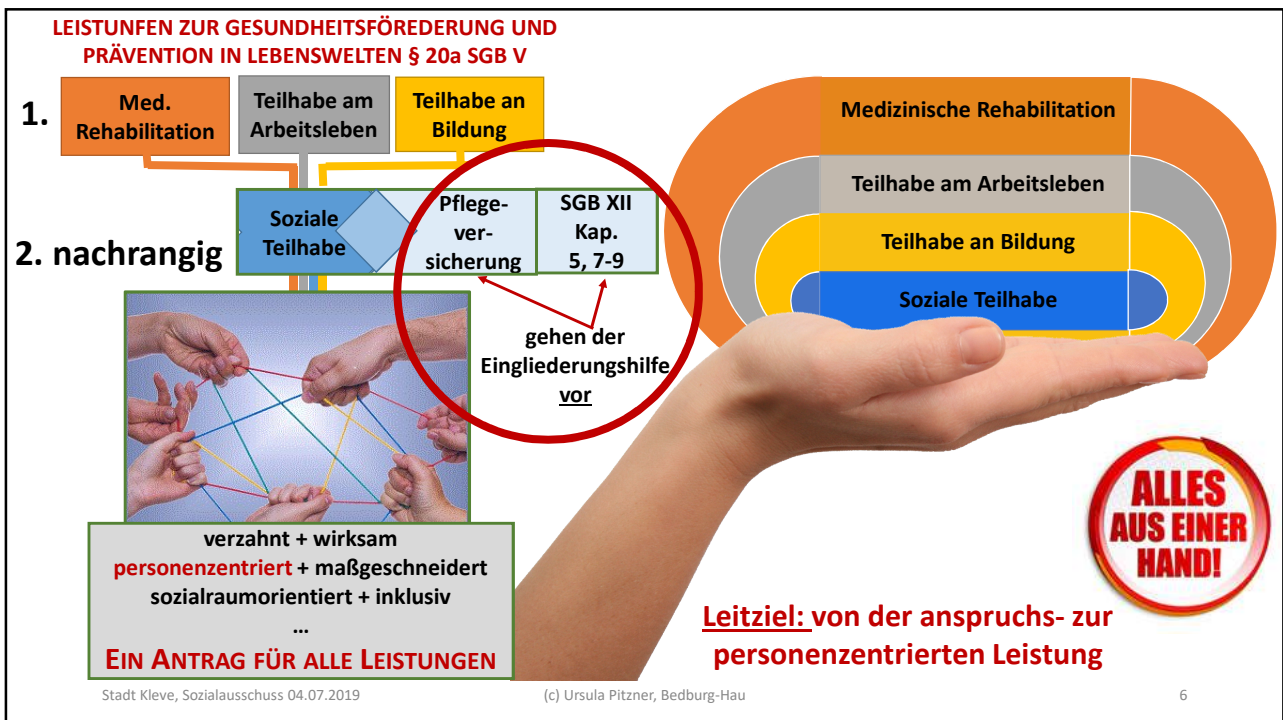 LEISTUNFEN ZUR GESUNDHEITSFÖREDERUNG UND
PRÄVENTION IN LEBENSWELTEN § 20a SGB V
1.
Med.
Rehabilitation
Teilhabe am
Arbeitsleben
Teilhabe an
Bildung
2. nachrangig
Soziale
Teilhabe
Pflege-
ver-
sicherung
SGB XII
Kap.
5, 7-9
gehen der
Eingliederungshilfe
vor
verzahnt + wirksam
personenzentriert + maßgeschneidert
sozialraumorientiert + inklusiv
…
EIN ANTRAG FÜR ALLE LEISTUNGEN
Medizinische Rehabilitation
Teilhabe am Arbeitsleben
Teilhabe an Bildung
Soziale Teilhabe
ALLES
AUS EINER
HAND!
Leitziel: von der anspruchs- zur
personenzentrierten Leistung
Stadt Kleve, Sozialausschuss 04.07.2019
(c) Ursula Pitzner, Bedburg-Hau
6